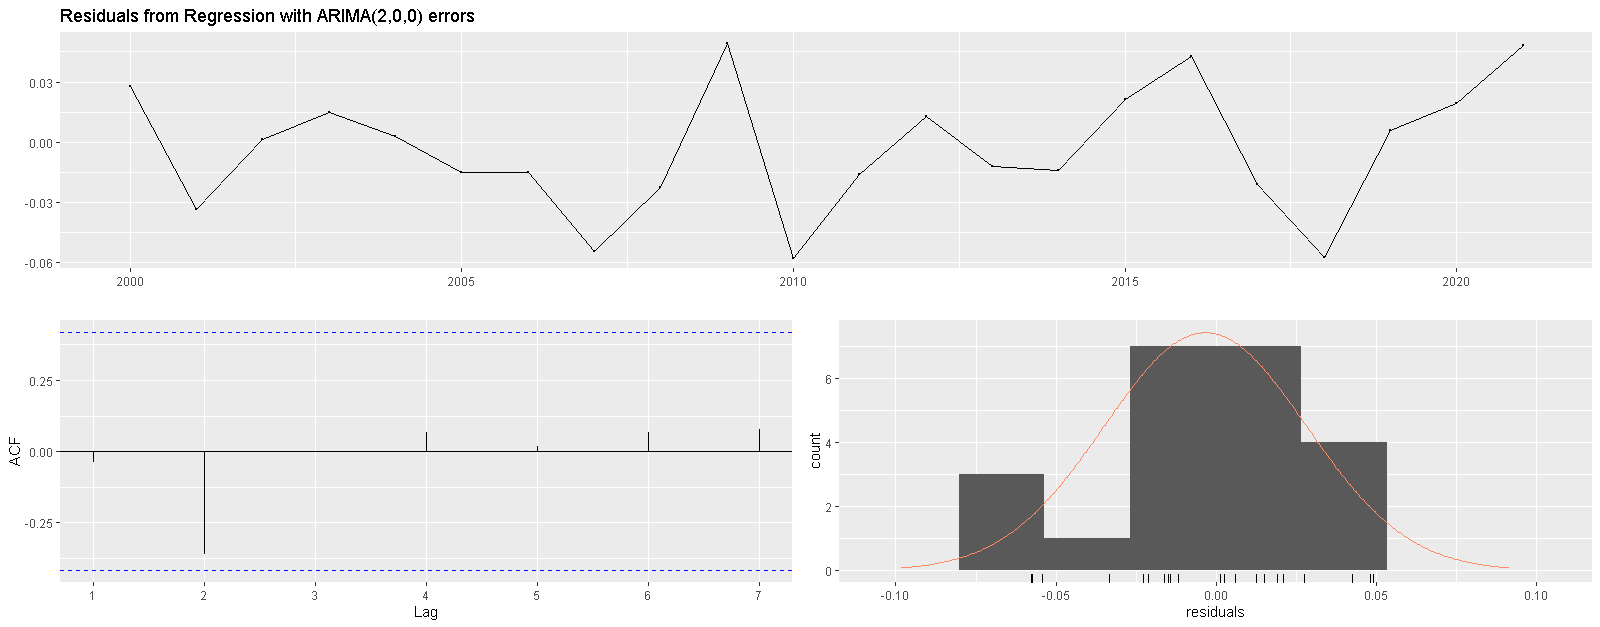 Residuals from Regression with ARIMA(2,0,0) errors
0.03
0.00
-0.03
-0.06
2000 2005 2010 2015 2020
ACF
0.25
0.00
-0.25
1 2 3 4 5 6 7
Lag
count
6
4
2
0
-0.10 -0.05 0.00 0.05 0.10
residuals